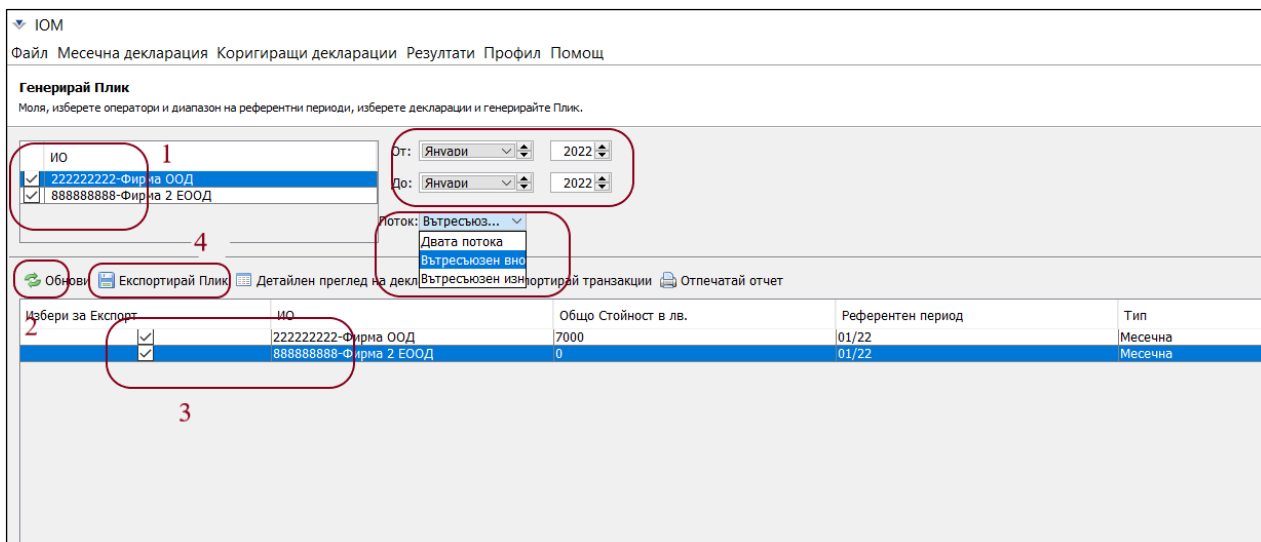 IOM
Файл Месечна декларация Коригиращи декларации Резултати Профил Помощ
Генерирай Плик
Моля, изберете оператори и диапазон на референтни периоди, изберете декларации и генерирайте Плик.
ИО 1
222222222-Фирма ООД
888888888-Фирма 2 ЕООД
От: Януари 2022
До: Януари 2022
Поток: Вътресъюз...
Двата потока
Вътресъюзен вно
Вътресъюзен изн
4
Обнови Експортирай Плик Детайлен преглед на декл портирай транзакции Отпечатай отчет
Избери за Експорт ИО Общо Стойност в лв. Референтен период Тип
2
222222222-Фирма ООД 7000 01/22 Месечна
888888888-Фирма 2 ЕООД 0 01/22 Месечна
3